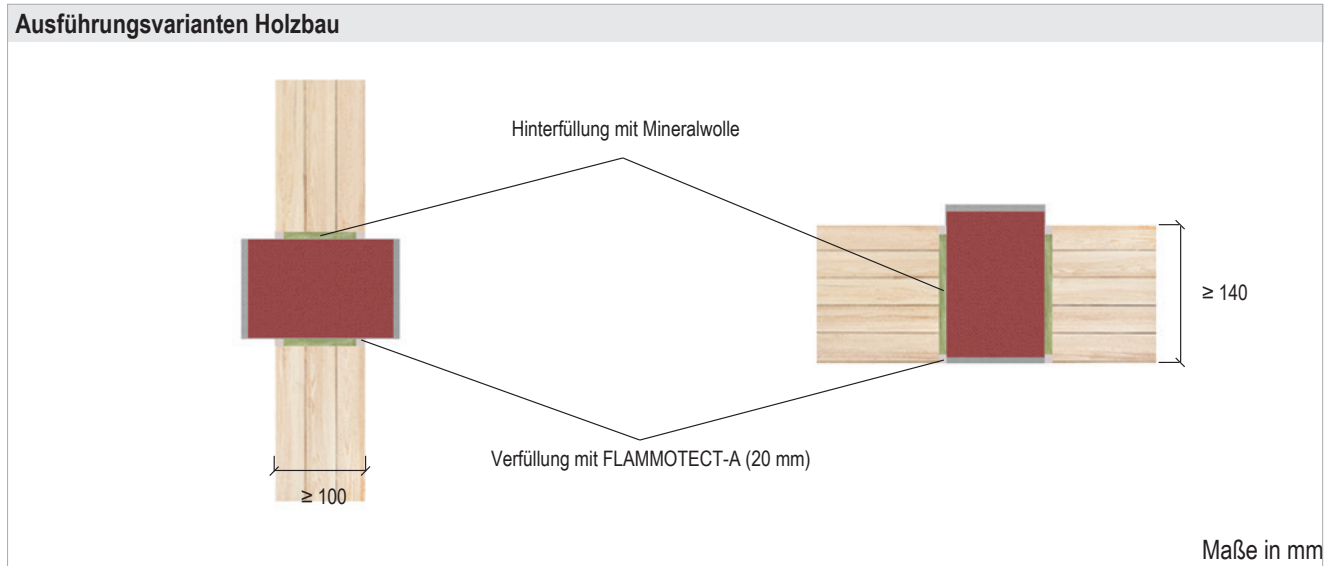 Ausführungsvarianten Holzbau
Hinterfüllung mit Mineralwolle
≥ 140
Verfüllung mit FLAMMOTECT-A (20 mm)
≥ 100
Maße in mm